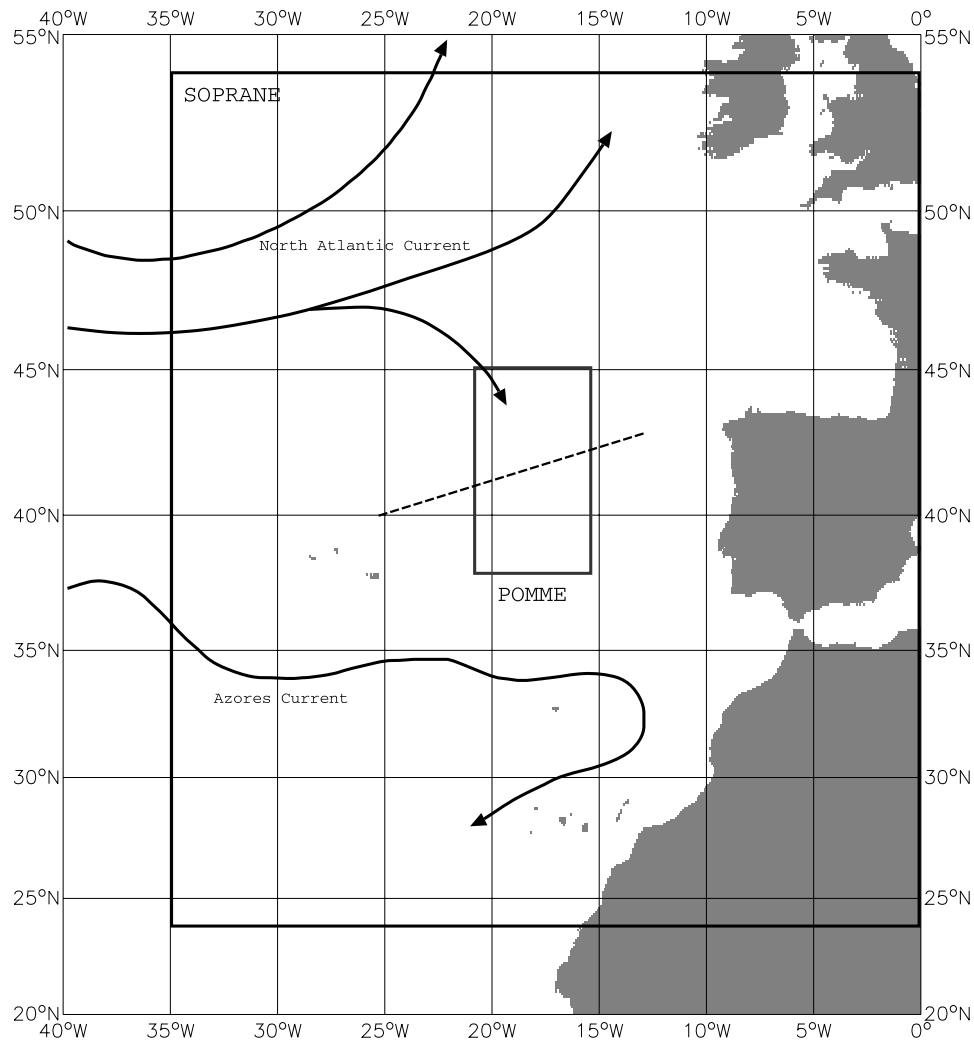 40°W 35°W 30°W 25°W 20°W 15°W 10°W 5°W 0°
55°N 55°N
SOPRANE
50°N 50°N
North Atlantic Current
45°N 45°N
40°N 40°N
POMME
35°N 35°N
Azores Current
30°N 30°N
25°N 25°N
20°N 20°N
40°W 35°W 30°W 25°W 20°W 15°W 10°W 5°W 0°